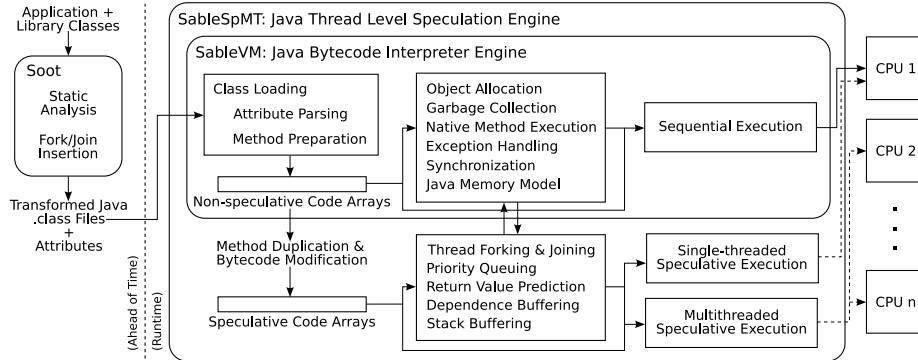 Application +
Library Classes
Soot
Static
Analysis
Fork/Join
Insertion
Transformed Java
.class Files
+
Attributes
(Ahead of Time)
(Runtime)
SableSpMT: Java Thread Level Speculation Engine
SableVM: Java Bytecode Interpreter Engine
Class Loading
Attribute Parsing
Method Preparation
Non-speculative Code Arrays
Object Allocation
Garbage Collection
Native Method Execution
Exception Handling
Synchronization
Java Memory Model
Sequential Execution
Method Duplication &
Bytecode Modification
Speculative Code Arrays
Thread Forking & Joining
Priority Queuing
Return Value Prediction
Dependence Buffering
Stack Buffering
Single-threaded
Speculative Execution
Multithreaded
Speculative Execution
CPU 1
CPU 2
CPU n